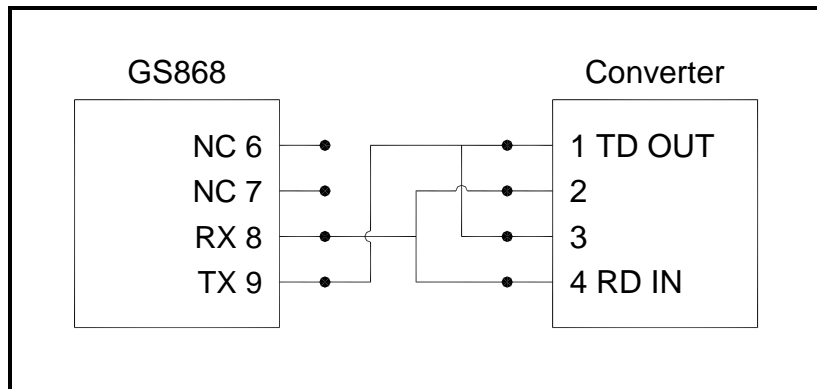 GS868
NC 6
NC 7
RX 8
TX 9
Converter
1 TD OUT
2
3
4 RD IN